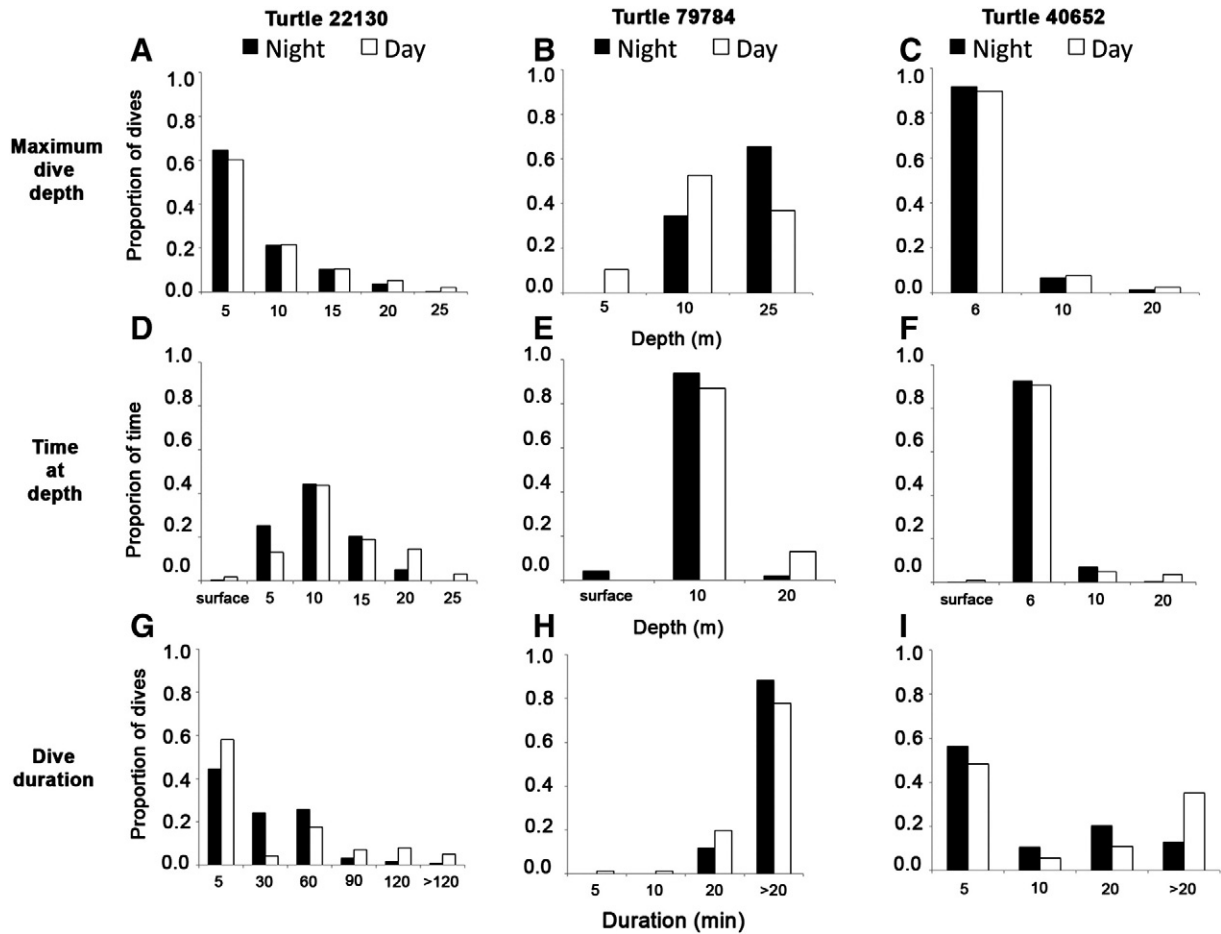 Turtle 22130 Turtle 79784 Turtle 40652
A Night Day B Night Day C Night Day
Maximum
dive
depth
Proportion of dives
1.0
0.8
0.6
0.4
0.2
0.0
5 10 15 20 25
1.0
0.8
0.6
0.4
0.2
0.0
5 10 25
Depth (m)
1.0
0.8
0.6
0.4
0.2
0.0
6 10 20
D E F
Time
at
depth
Proporion of time
1.0
0.8
0.6
0.4
0.2
0.0
surface 5 10 15 20 25
1.0
0.8
0.6
0.4
0.2
0.0
surface 10 20
Depth (m)
1.0
0.8
0.6
0.4
0.2
0.0
surface 6 10 20
G H I
Dive
duration
Proportion of dives
1.0
0.8
0.6
0.4
0.2
0.0
5 30 60 90 120 >120
1.0
0.8
0.6
0.4
0.2
0.0
5 10 20 >20
Duration (min)
1.0
0.8
0.6
0.4
0.2
0.0
5 10 20 >20